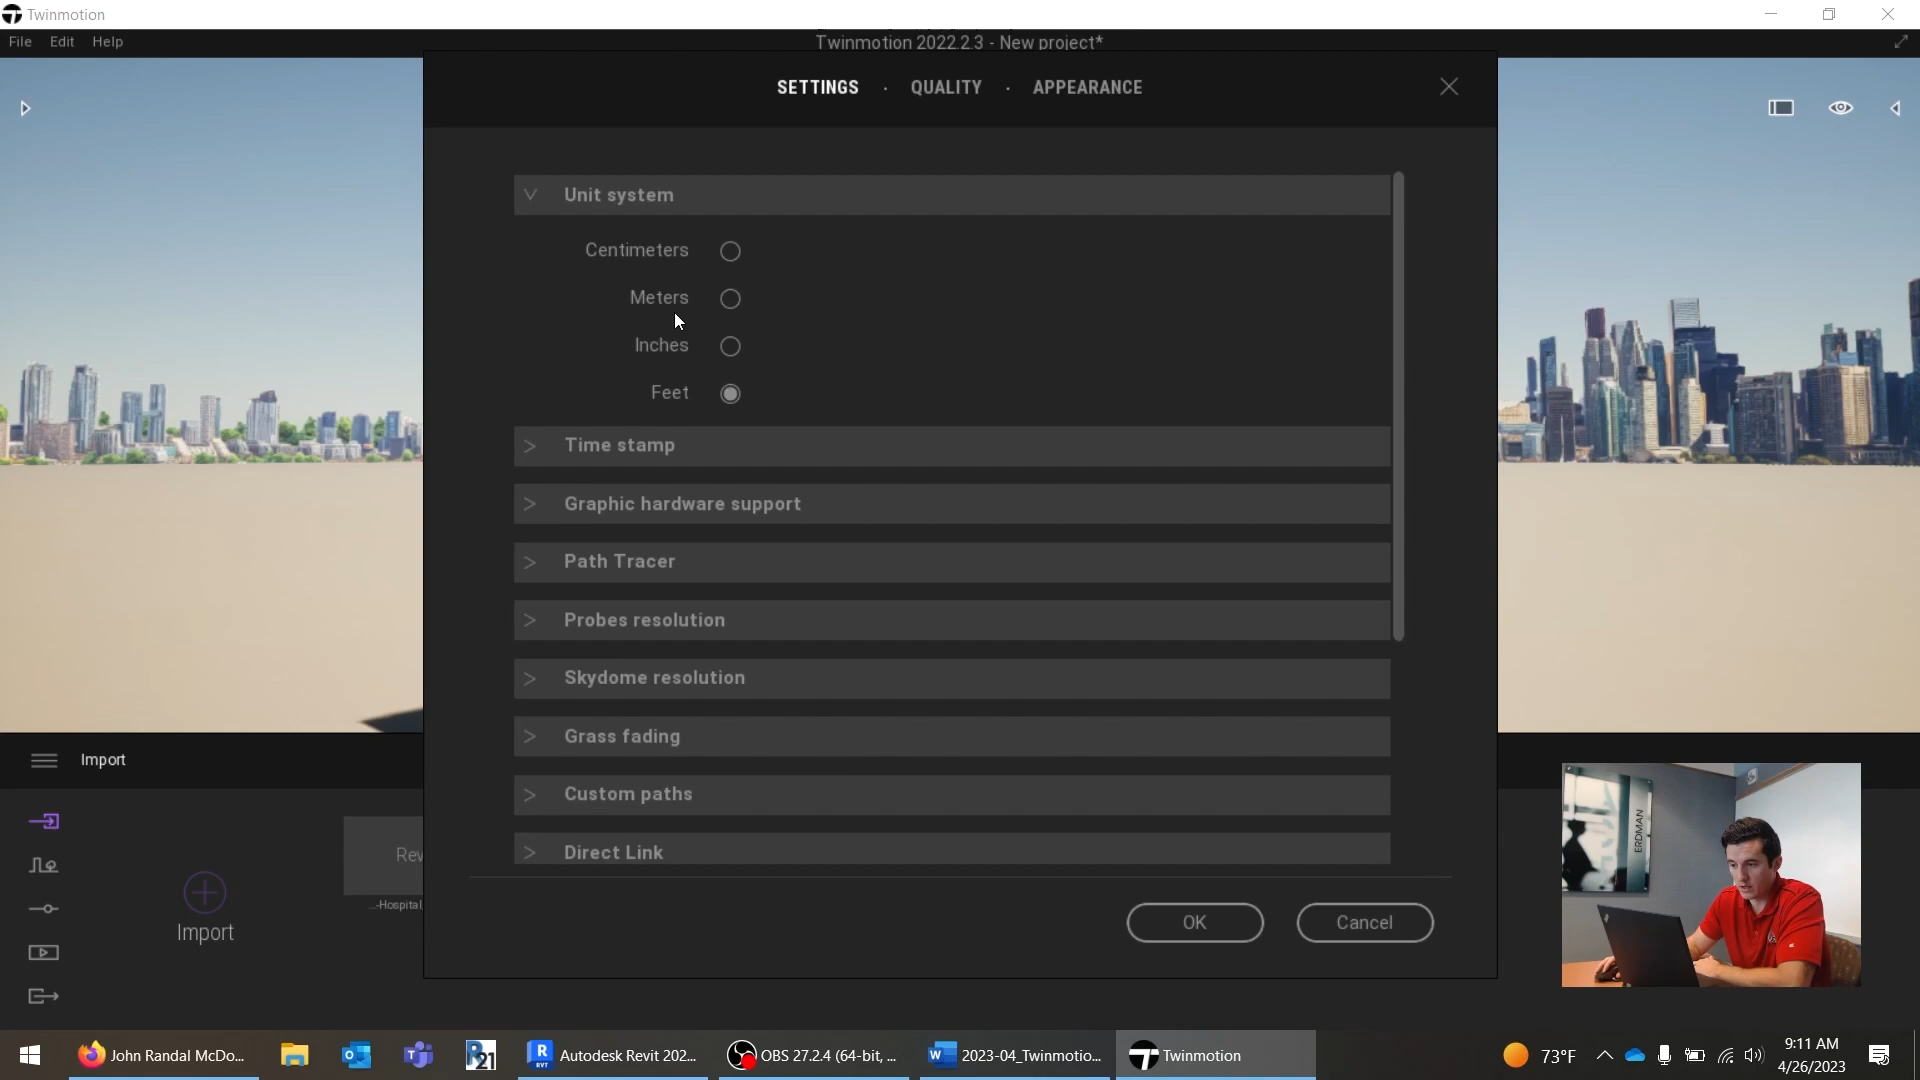 Twinmotion
File Edit Help
Twinmotion 2022.2.3 - New project*
SETTINGS · QUALITY · APPEARANCE
Unit system
Centimeters
Meters
Inches
Feet
Time stamp
Graphic hardware support
Path Tracer
Probes resolution
Skydome resolution
Grass fading
Custom paths
Direct Link
OK Cancel
Import
Import
Rev
...-Hospital
ERDMAN
John Randal McDo...
R21
R
RVT
Autodesk Revit 202...
OBS 27.2.4 (64-bit, ...
2023-04_Twinmotio...
Twinmotion
73°F
9:11 AM
4/26/2023